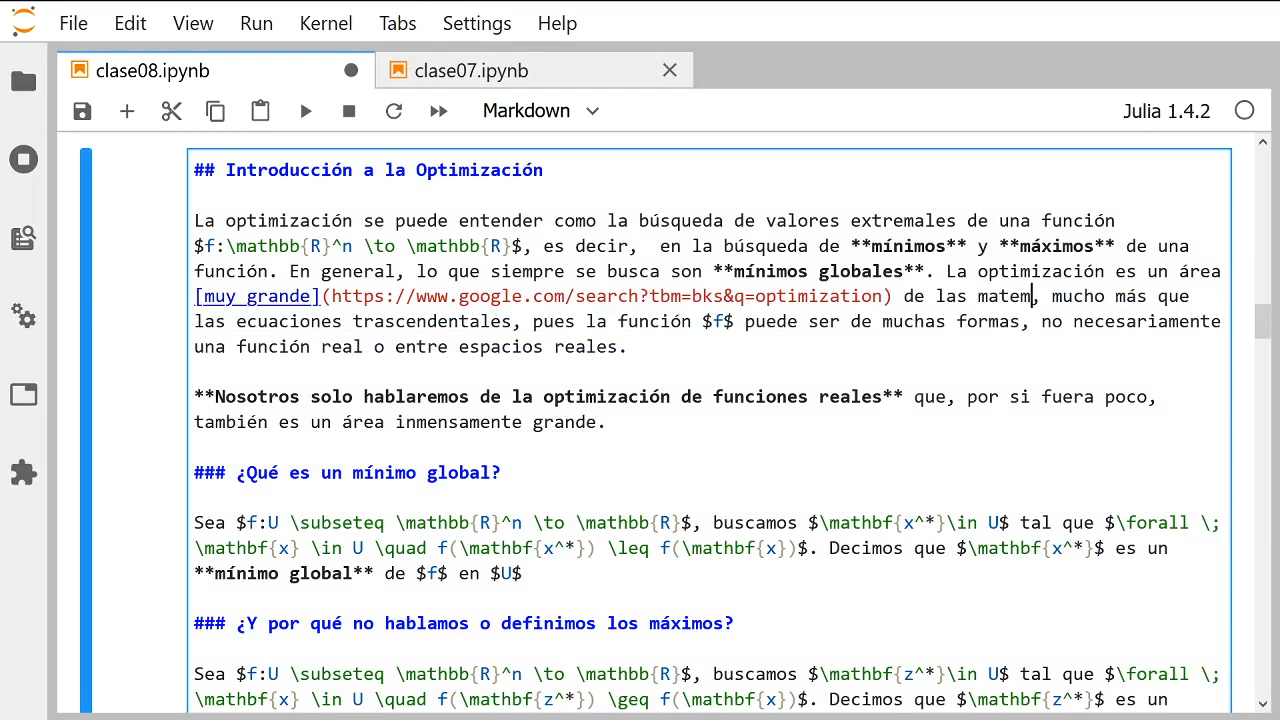 File Edit View Run Kernel Tabs Settings Help
clase08.ipynb clase07.ipynb
Markdown Julia 1.4.2
## Introducción a la Optimización
La optimización se puede entender como la búsqueda de valores extremales de una función
$f:\mathbb{R}^n \to \mathbb{R}$, es decir,  en la búsqueda de **mínimos** y **máximos** de una
función. En general, lo que siempre se busca son **mínimos globales**. La optimización es un área
[muy grande](https://www.google.com/search?tbm=bks&q=optimization) de las matem, mucho más que
las ecuaciones trascendentales, pues la función $f$ puede ser de muchas formas, no necesariamente
una función real o entre espacios reales.
**Nosotros solo hablaremos de la optimización de funciones reales** que, por si fuera poco,
también es un área inmensamente grande.
### ¿Qué es un mínimo global?
Sea $f:U \subseteq \mathbb{R}^n \to \mathbb{R}$, buscamos $\mathbf{x^*}\in U$ tal que $\forall \;
\mathbf{x} \in U \quad f(\mathbf{x^*}) \leq f(\mathbf{x})$. Decimos que $\mathbf{x^*}$ es un
**mínimo global** de $f$ en $U$
### ¿Y por qué no hablamos o definimos los máximos?
Sea $f:U \subseteq \mathbb{R}^n \to \mathbb{R}$, buscamos $\mathbf{z^*}\in U$ tal que $\forall \;
\mathbf{x} \in U \quad f(\mathbf{z^*}) \geq f(\mathbf{x})$. Decimos que $\mathbf{z^*}$ es un